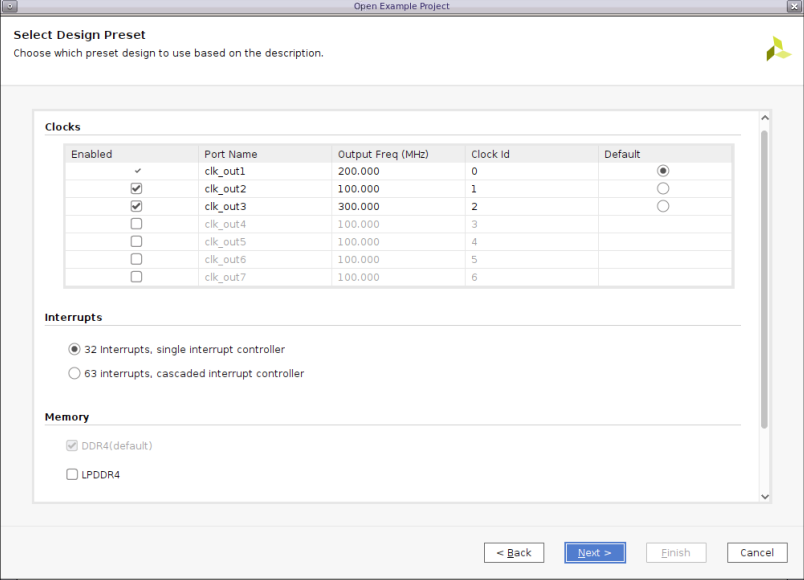 Open Example Project
Select Design Preset
Choose which preset design to use based on the description.
Clocks
Enabled Port Name Output Freq (MHz) Clock Id Default
clk_out1 200.000 0
clk_out2 100.000 1
clk_out3 300.000 2
clk_out4 100.000 3
clk_out5 100.000 4
clk_out6 100.000 5
clk_out7 100.000 6
Interrupts
32 Interrupts, single interrupt controller
63 interrupts, cascaded interrupt controller
Memory
DDR4(default)
LPDDR4
< Back Next > Finish Cancel